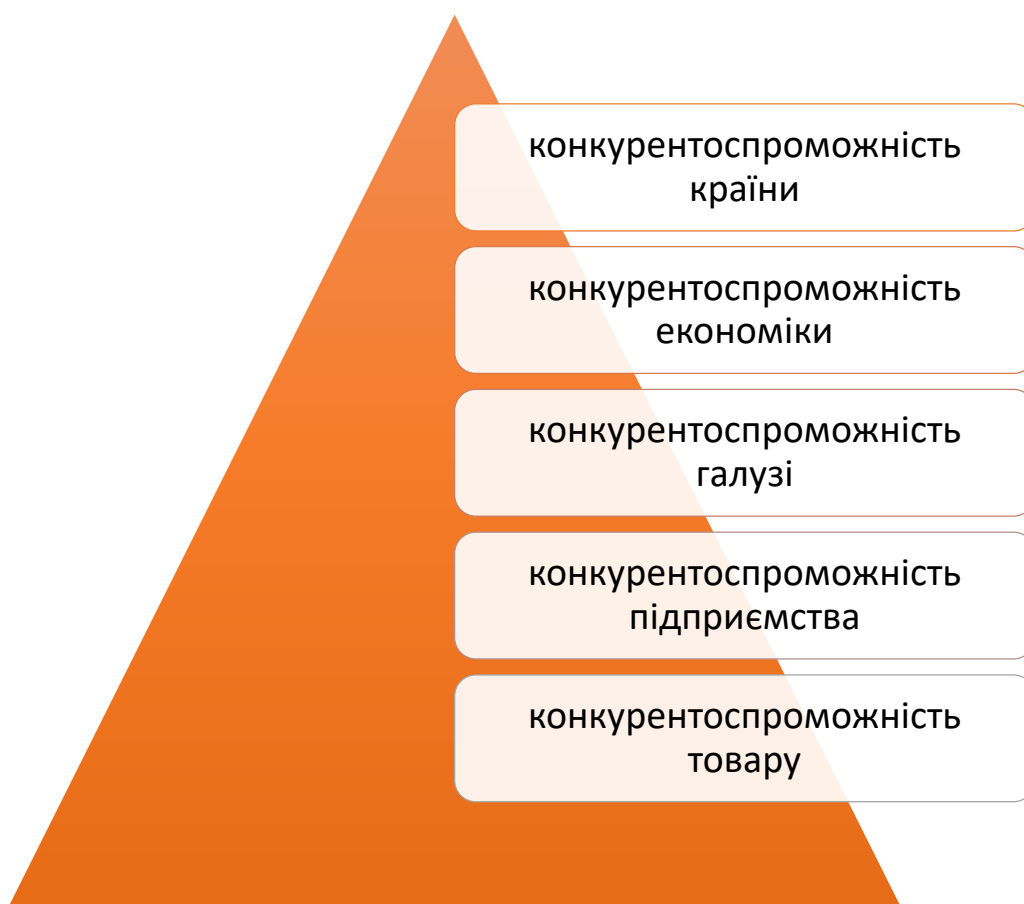 конкурентоспроможність
країни
конкурентоспроможність
економіки
конкурентоспроможність
галузі
конкурентоспроможність
підприємства
конкурентоспроможність
товару